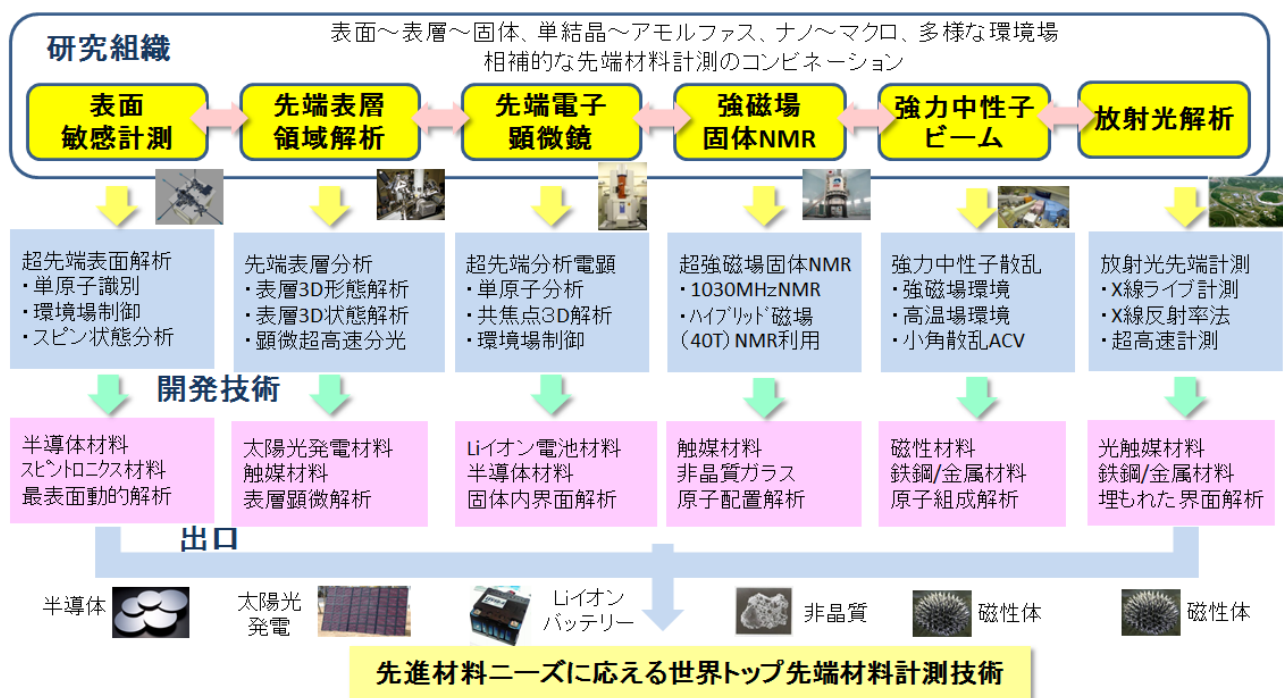 研究組織
表面～表層～固体、単結晶～アモルファス、ナノ～マクロ、多様な環境場
相補的な先端材料計測のコンビネーション
表面
敏感計測
先端表層
領域解析
先端電子
顕微鏡
強磁場
固体NMR
強力中性子
ビーム
放射光解析
超先端表面解析
・単原子識別
・環境場制御
・スピン状態分析
先端表層分析
・表層3D形態解析
・表層3D状態解析
・顕微超高速分光
超先端分析電顕
・単原子分析
・共焦点３D解析
・環境場制御
超強磁場固体NMR
・1030MHzNMR
・ﾊｲﾌﾞﾘｯﾄﾞ磁場
（40T）NMR利用
強力中性子散乱
・強磁場環境
・高温場環境
・小角散乱ACV
放射光先端計測
・X線ライブ計測
・X線反射率法
・超高速計測
開発技術
半導体材料
ｽﾋﾟﾝﾄﾛﾆｸｽ材料
最表面動的解析
太陽光発電材料
触媒材料
表層顕微解析
Liイオン電池材料
半導体材料
固体内界面解析
触媒材料
非晶質ガラス
原子配置解析
磁性材料
鉄鋼/金属材料
原子組成解析
光触媒材料
鉄鋼/金属材料
埋もれた界面解析
出口
半導体
太陽光
発電
Liイオン
バッテリー
非晶質
磁性体
磁性体
先進材料ニーズに応える世界トップ先端材料計測技術